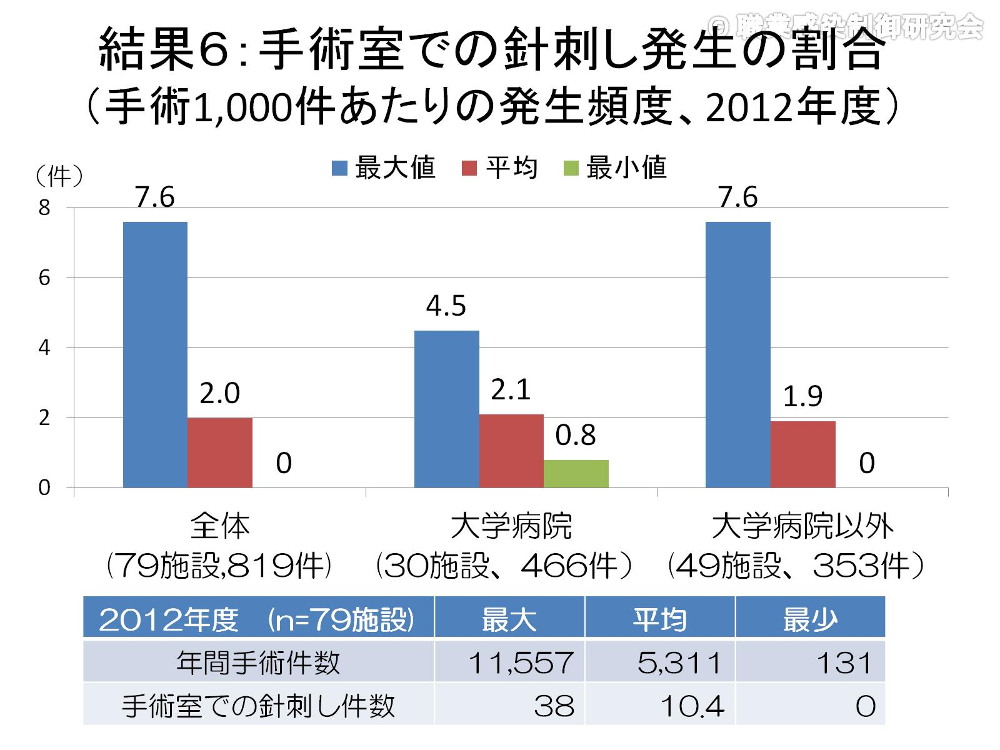 © 職業感染制御研究会
結果６：手術室での針刺し発生の割合
（手術1,000件あたりの発生頻度、2012年度）
最大値 平均 最小値
（件）
8
6
4
2
0
7.6
2.0
0
4.5
2.1
0.8
7.6
1.9
0
全体 大学病院 大学病院以外
(79施設,819件) (30施設、466件） (49施設、353件）
2012年度 (n=79施設) 最大 平均 最少
年間手術件数 11,557 5,311 131
手術室での針刺し件数 38 10.4 0